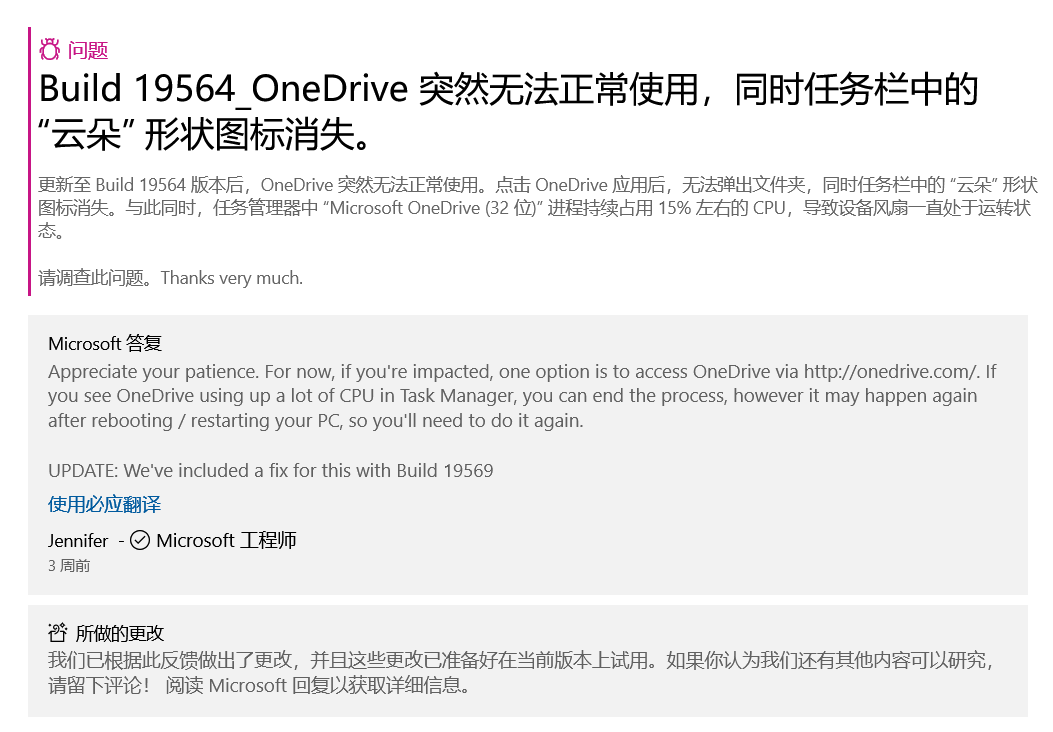 问题
Build 19564_OneDrive 突然无法正常使用，同时任务栏中的
“云朵” 形状图标消失。
更新至 Build 19564 版本后，OneDrive 突然无法正常使用。点击 OneDrive 应用后，无法弹出文件夹，同时任务栏中的 “云朵” 形状
图标消失。与此同时，任务管理器中 “Microsoft OneDrive (32 位)” 进程持续占用 15% 左右的 CPU，导致设备风扇一直处于运转状
态。
请调查此问题。Thanks very much.
Microsoft 答复
Appreciate your patience. For now, if you're impacted, one option is to access OneDrive via http://onedrive.com/. If
you see OneDrive using up a lot of CPU in Task Manager, you can end the process, however it may happen again
after rebooting / restarting your PC, so you'll need to do it again.
UPDATE: We've included a fix for this with Build 19569
使用必应翻译
Jennifer - Microsoft 工程师
3 周前
所做的更改
我们已根据此反馈做出了更改，并且这些更改已准备好在当前版本上试用。如果你认为我们还有其他内容可以研究，
请留下评论！ 阅读 Microsoft 回复以获取详细信息。